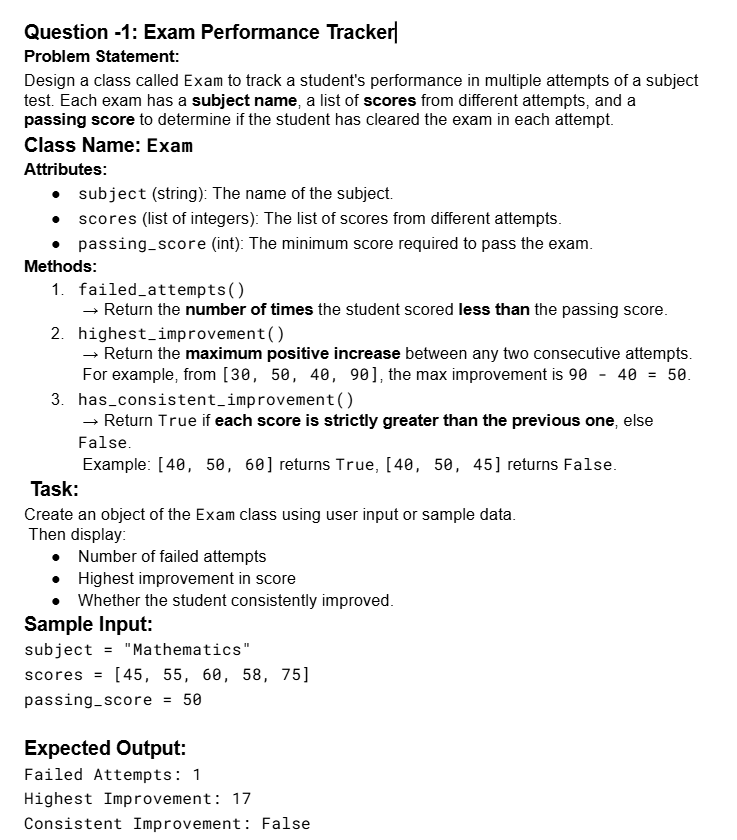 Question -1: Exam Performance Tracker
Problem Statement:
Design a class called Exam to track a student's performance in multiple attempts of a subject
test. Each exam has a subject name, a list of scores from different attempts, and a
passing score to determine if the student has cleared the exam in each attempt.
Class Name: Exam
Attributes:
● subject (string): The name of the subject.
● scores (list of integers): The list of scores from different attempts.
● passing_score (int): The minimum score required to pass the exam.
Methods:
1. failed_attempts()
→ Return the number of times the student scored less than the passing score.
2. highest_improvement()
→ Return the maximum positive increase between any two consecutive attempts.
For example, from [30, 50, 40, 90], the max improvement is 90 - 40 = 50.
3. has_consistent_improvement()
→ Return True if each score is strictly greater than the previous one, else
False.
Example: [40, 50, 60] returns True, [40, 50, 45] returns False.
Task:
Create an object of the Exam class using user input or sample data.
Then display:
● Number of failed attempts
● Highest improvement in score
● Whether the student consistently improved.
Sample Input:
subject = "Mathematics"
scores = [45, 55, 60, 58, 75]
passing_score = 50
Expected Output:
Failed Attempts: 1
Highest Improvement: 17
Consistent Improvement: False